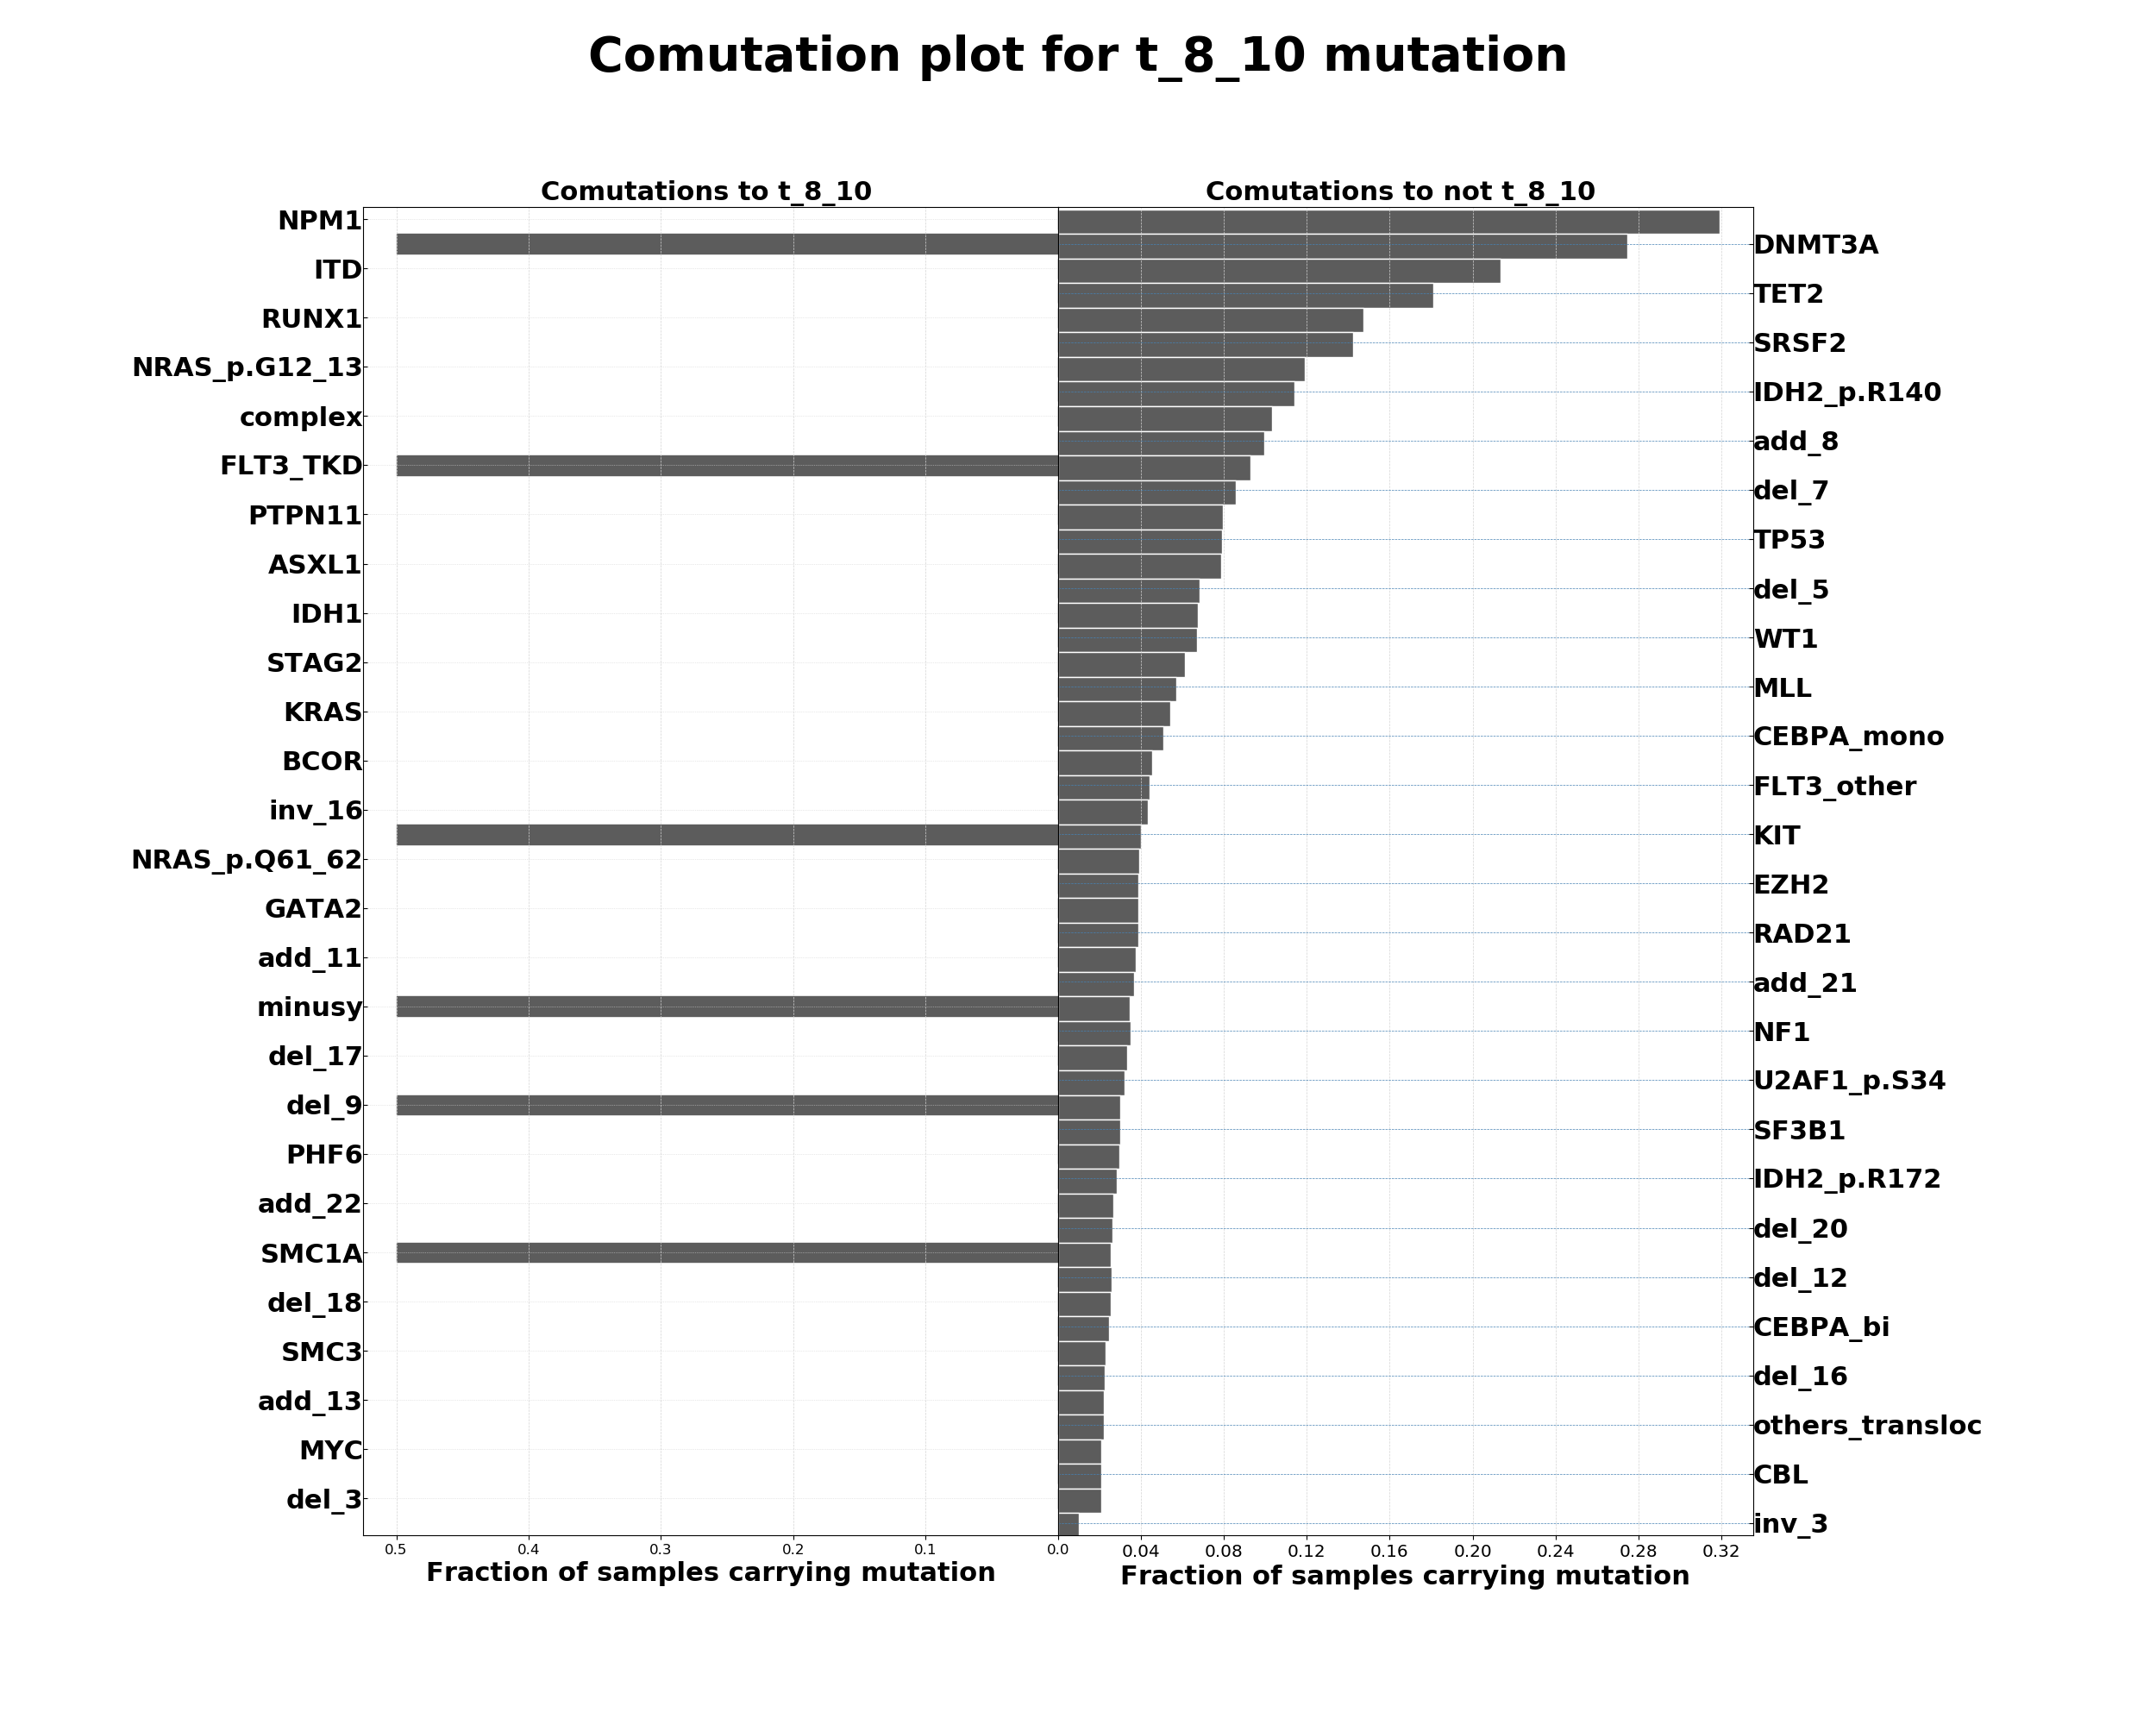 Comutation plot for t_8_10 mutation
Comutations to t_8_10
Comutations to not t_8_10
NPM1
DNMT3A
ITD
TET2
RUNX1
SRSF2
NRAS_p.G12_13
IDH2_p.R140
complex
add_8
FLT3_TKD
del_7
PTPN11
TP53
ASXL1
del_5
IDH1
WT1
STAG2
MLL
KRAS
CEBPA_mono
BCOR
FLT3_other
inv_16
KIT
NRAS_p.Q61_62
EZH2
GATA2
RAD21
add_11
add_21
minusy
NF1
del_17
U2AF1_p.S34
del_9
SF3B1
PHF6
IDH2_p.R172
add_22
del_20
SMC1A
del_12
del_18
CEBPA_bi
SMC3
del_16
add_13
others_transloc
MYC
CBL
del_3
inv_3
0.5 0.4 0.3 0.2 0.1 0.0 0.04 0.08 0.12 0.16 0.20 0.24 0.28 0.32
Fraction of samples carrying mutation
Fraction of samples carrying mutation